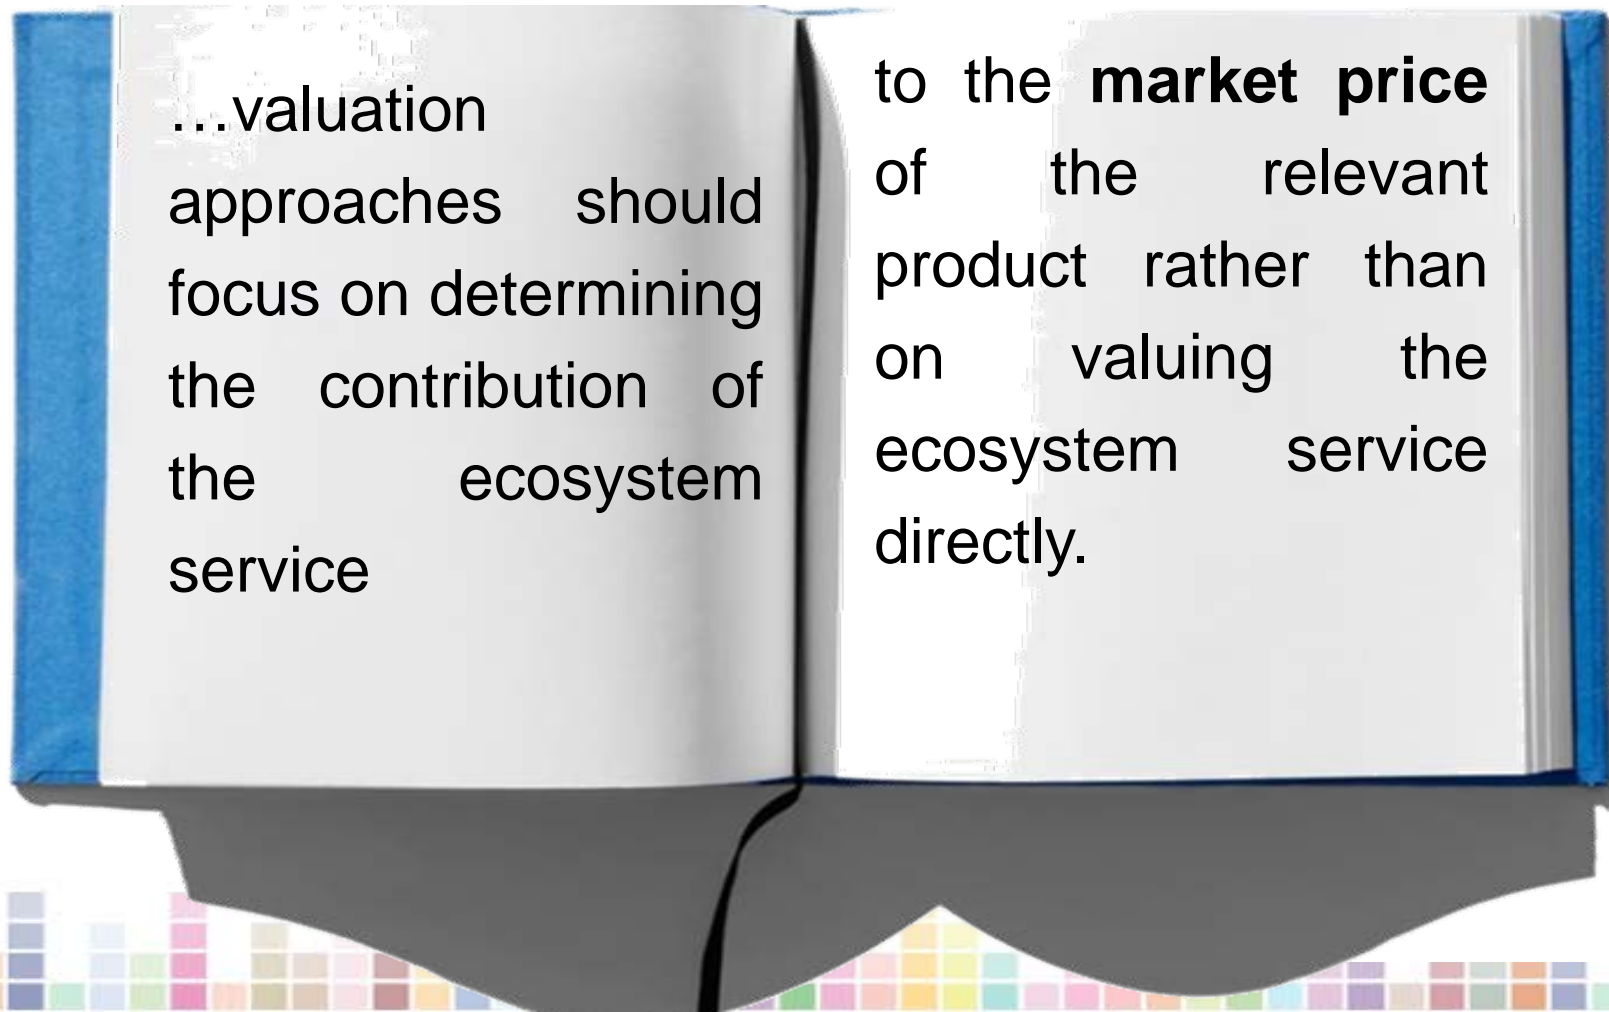 …valuation
approaches should
focus on determining
the contribution of
the ecosystem
service
to the market price
of the relevant
product rather than
on valuing the
ecosystem service
directly.